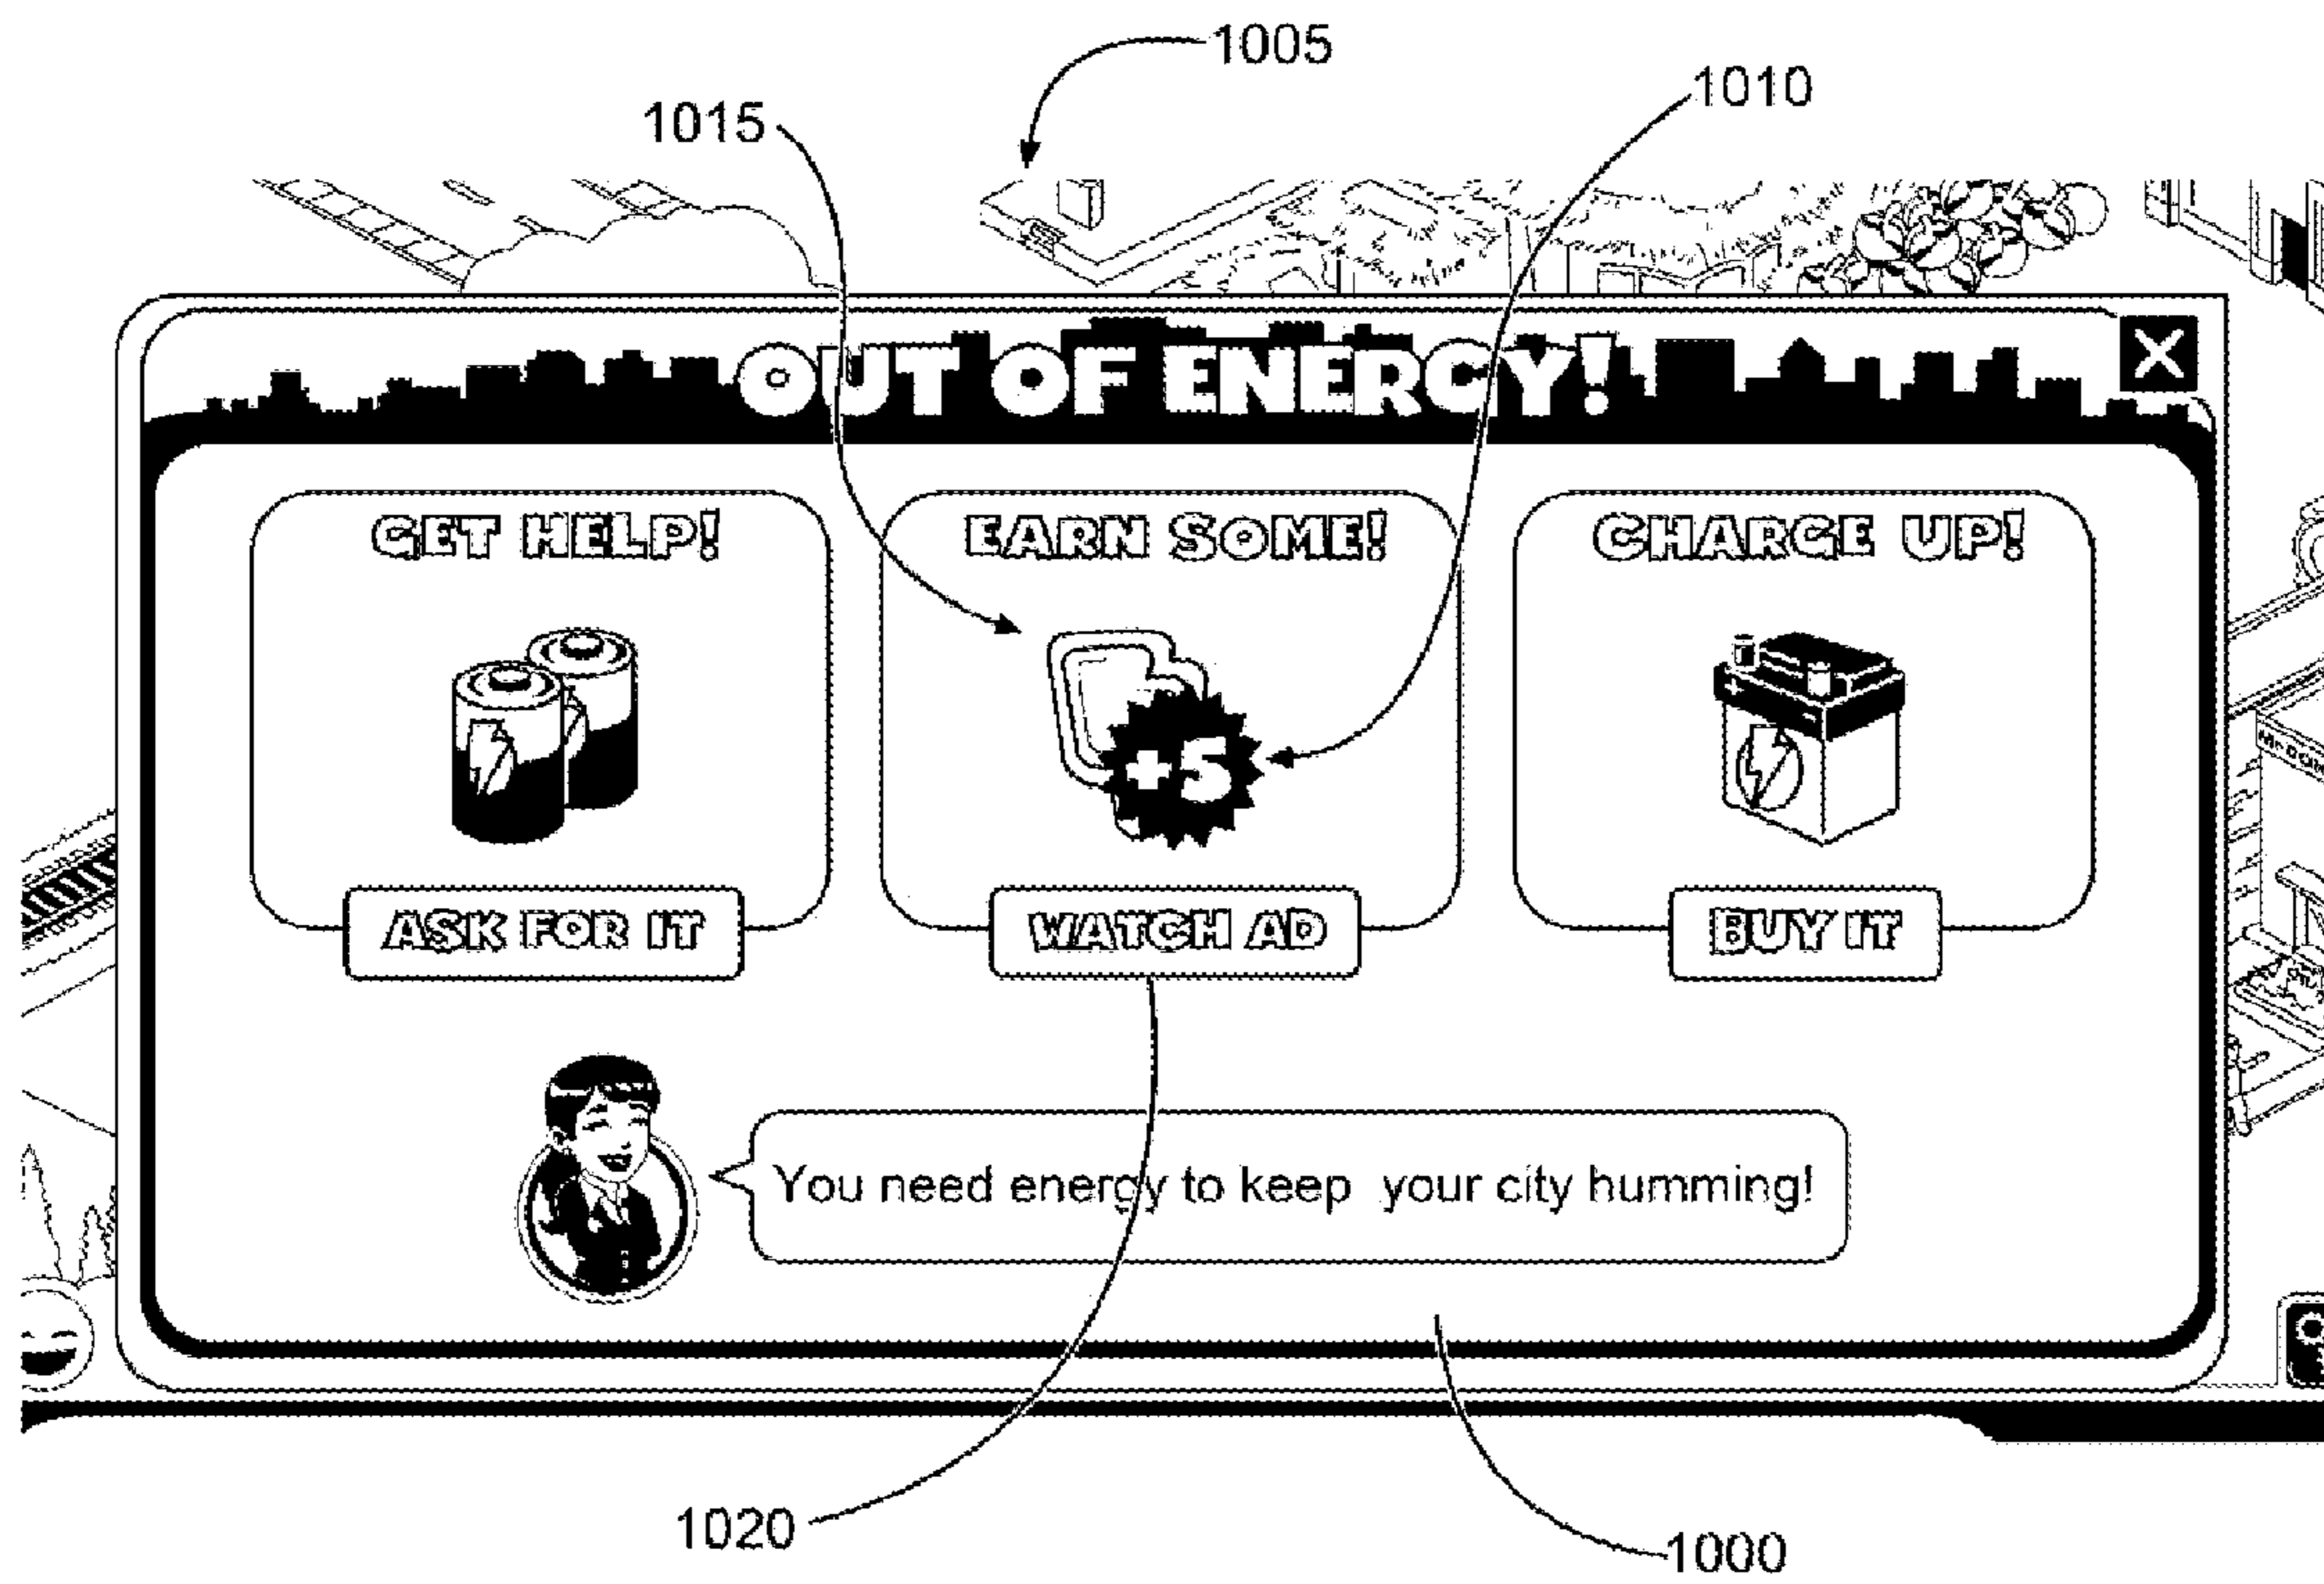 1005
1010
1015
OUT OF ENERGY!
X
GET HELP!
EARN SOME!
CHARGE UP!
+5
ASK FOR IT
WATCH AD
BUY IT
You need energy to keep your city humming!
1020
1000